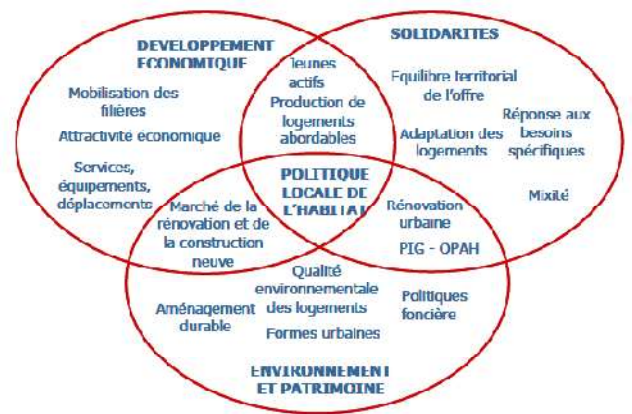 DEVELOPPEMENT
ECONOMIQUE
Mobilisation des
filières
Attractivité économique
Services,
équipements,
déplacements
Jeunes
actifs
Production de
logements
abordables
SOLIDARITES
Equilibre territorial
de l'offre
Adaptation des
logements
Réponse aux
besoins
spécifiques
Mixité
POLITIQUE
LOCALE DE
L'HABITAT
Marché de la
rénovation et de
la construction
neuve
Rénovation
urbaine
PIG - OPAH
Qualité
environnementale
des logements
Aménagement
durable
Formes urbaines
Politiques
foncière
ENVIRONNEMENT
ET PATRIMOINE